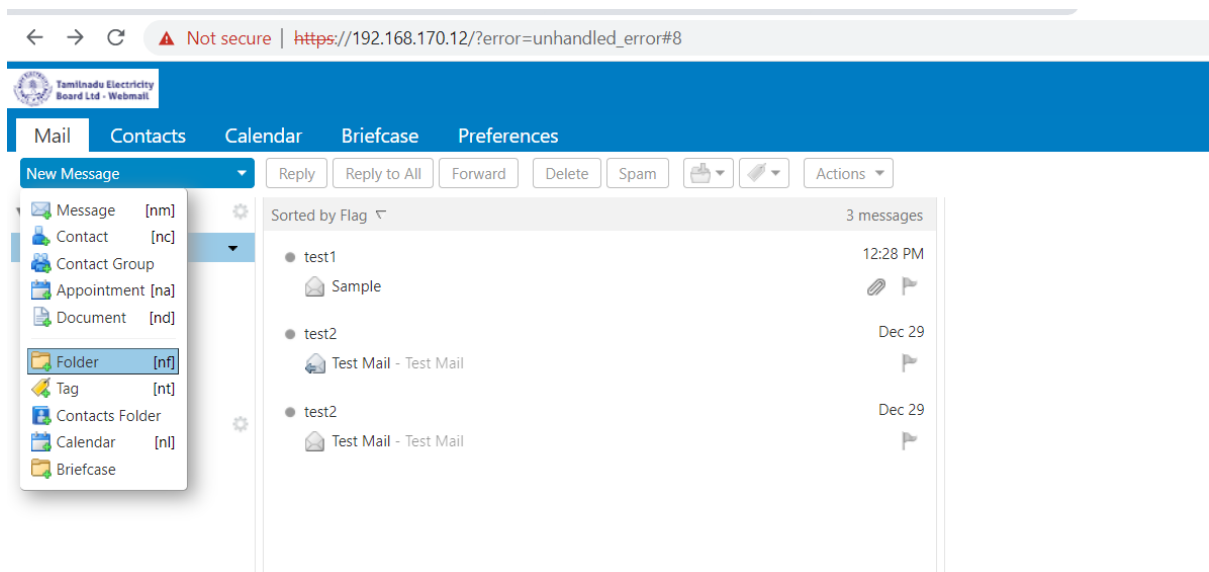 Not secure | https://192.168.170.12/?error=unhandled_error#8
Tamilnadu Electricity
Board Ltd - Webmail
Mail Contacts Calendar Briefcase Preferences
New Message Reply Reply to All Forward Delete Spam Actions
Message [nm]
Contact [nc]
Contact Group
Appointment [na]
Document [nd]
Folder [nf]
Tag [nt]
Contacts Folder
Calendar [nl]
Briefcase
Sorted by Flag 3 messages
test1 12:28 PM
Sample
test2 Dec 29
Test Mail - Test Mail
test2 Dec 29
Test Mail - Test Mail